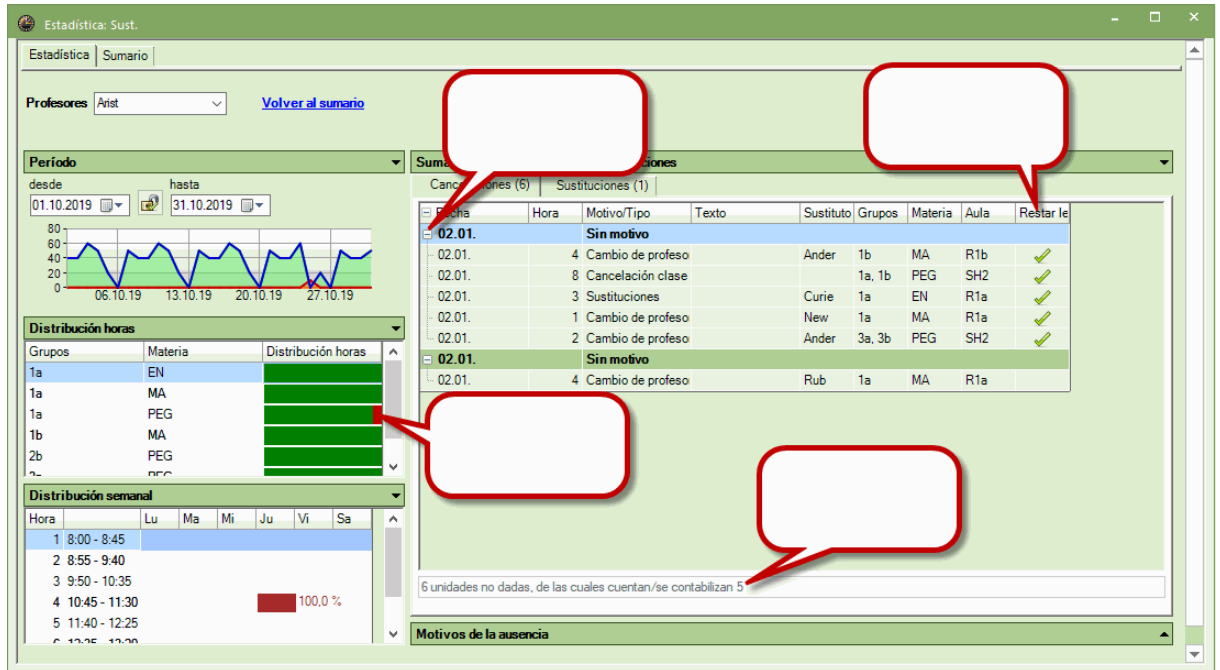 Estadística: Sust.
Estadística Sumario
Profesores Arist Volver al sumario
Período
desde hasta
01.10.2019 31.10.2019
80
60
40
20
0
06.10.19 13.10.19 20.10.19 27.10.19
Distribución horas
Grupos Materia Distribución horas
1a EN
1a MA
1a PEG
1b MA
2b PEG
Distribución semanal
Hora Lu Ma Mi Ju Vi Sa
1 8:00 - 8:45
2 8:55 - 9:40
3 9:50 - 10:35
4 10:45 - 11:30 100,0 %
5 11:40 - 12:25
Canc iones (6) Sustituciones (1)
Hora Motivo/Tipo Texto Sustituto Grupos Materia Aula Restar le
02.01. Sin motivo
02.01. 4 Cambio de profeso Ander 1b MA R1b
02.01. 8 Cancelación clase 1a, 1b PEG SH2
02.01. 3 Sustituciones Curie 1a EN R1a
02.01. 1 Cambio de profeso New 1a MA R1a
02.01. 2 Cambio de profeso Ander 3a, 3b PEG SH2
02.01. Sin motivo
02.01. 4 Cambio de profeso Rub 1a MA R1a
6 unidades no dadas, de las cuales cuentan/se contabilizan 5
Motivos de la ausencia